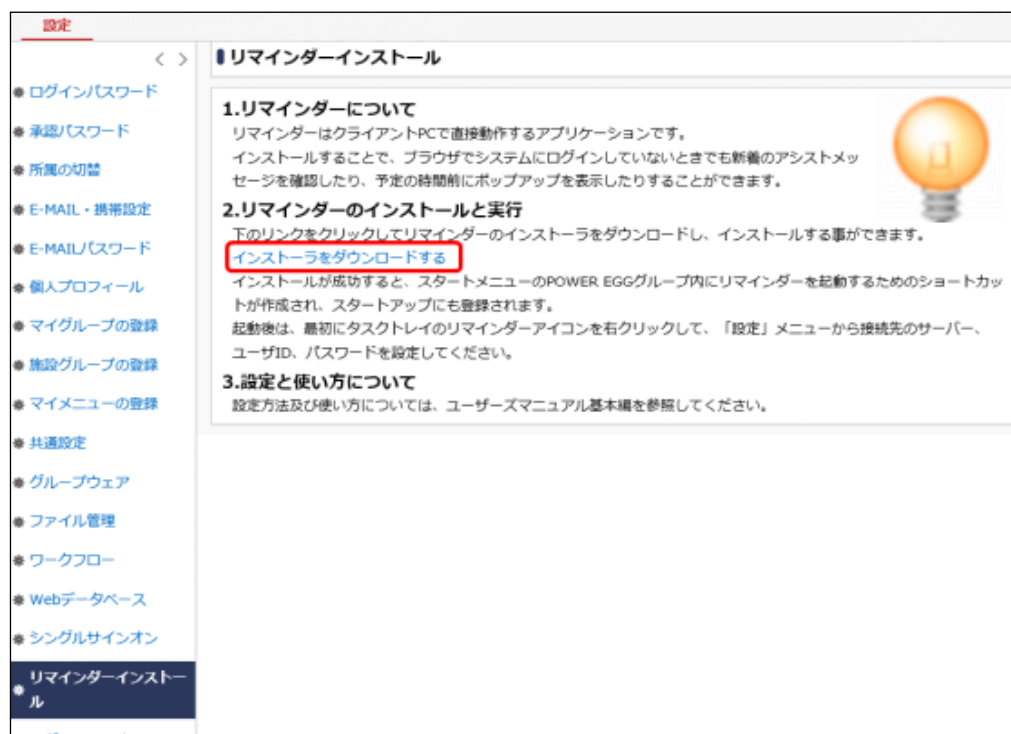 設定
< >
ログインパスワード
承認パスワード
所属の切替
E-MAIL・携帯設定
E-MAILパスワード
個人プロフィール
マイグループの登録
施設グループの登録
マイメニューの登録
共通設定
グループウェア
ファイル管理
ワークフロー
Webデータベース
シングルサインオン
リマインダーインストー
ル
リマインダーインストール
1.リマインダーについて
リマインダーはクライアントPCで直接動作するアプリケーションです。
インストールすることで、ブラウザでシステムにログインしていないときでも新着のアシストメッ
セージを確認したり、予定の時間前にポップアップを表示したりすることができます。
2.リマインダーのインストールと実行
下のリンクをクリックしてリマインダーのインストーラをダウンロードし、インストールする事ができます。
インストーラをダウンロードする
インストールが成功すると、スタートメニューのPOWER EGGグループ内にリマインダーを起動するためのショートカッ
トが作成され、スタートアップにも登録されます。
起動後は、最初にタスクトレイのリマインダーアイコンを右クリックして、「設定」メニューから接続先のサーバー、
ユーザID、パスワードを設定してください。
3.設定と使い方について
設定方法及び使い方については、ユーザーズマニュアル基本編を参照してください。